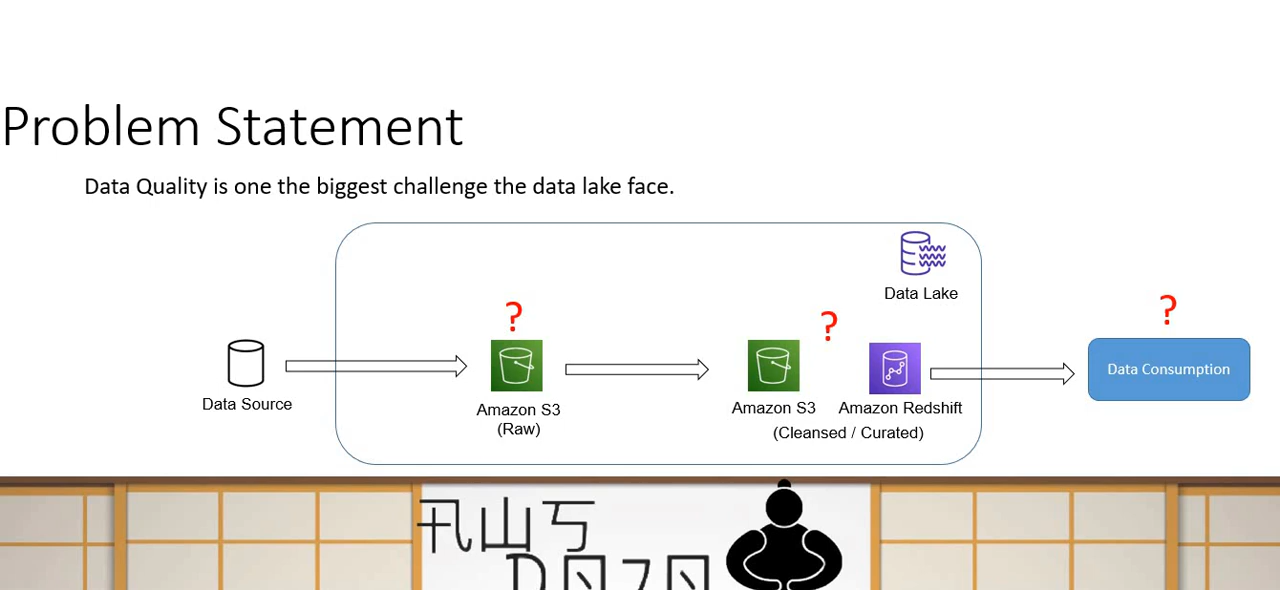 Problem Statement
Data Quality is one the biggest challenge the data lake face.
Data Lake
?
?
?
Data Source
Amazon S3
(Raw)
Amazon S3
Amazon Redshift
(Cleansed / Curated)
Data Consumption